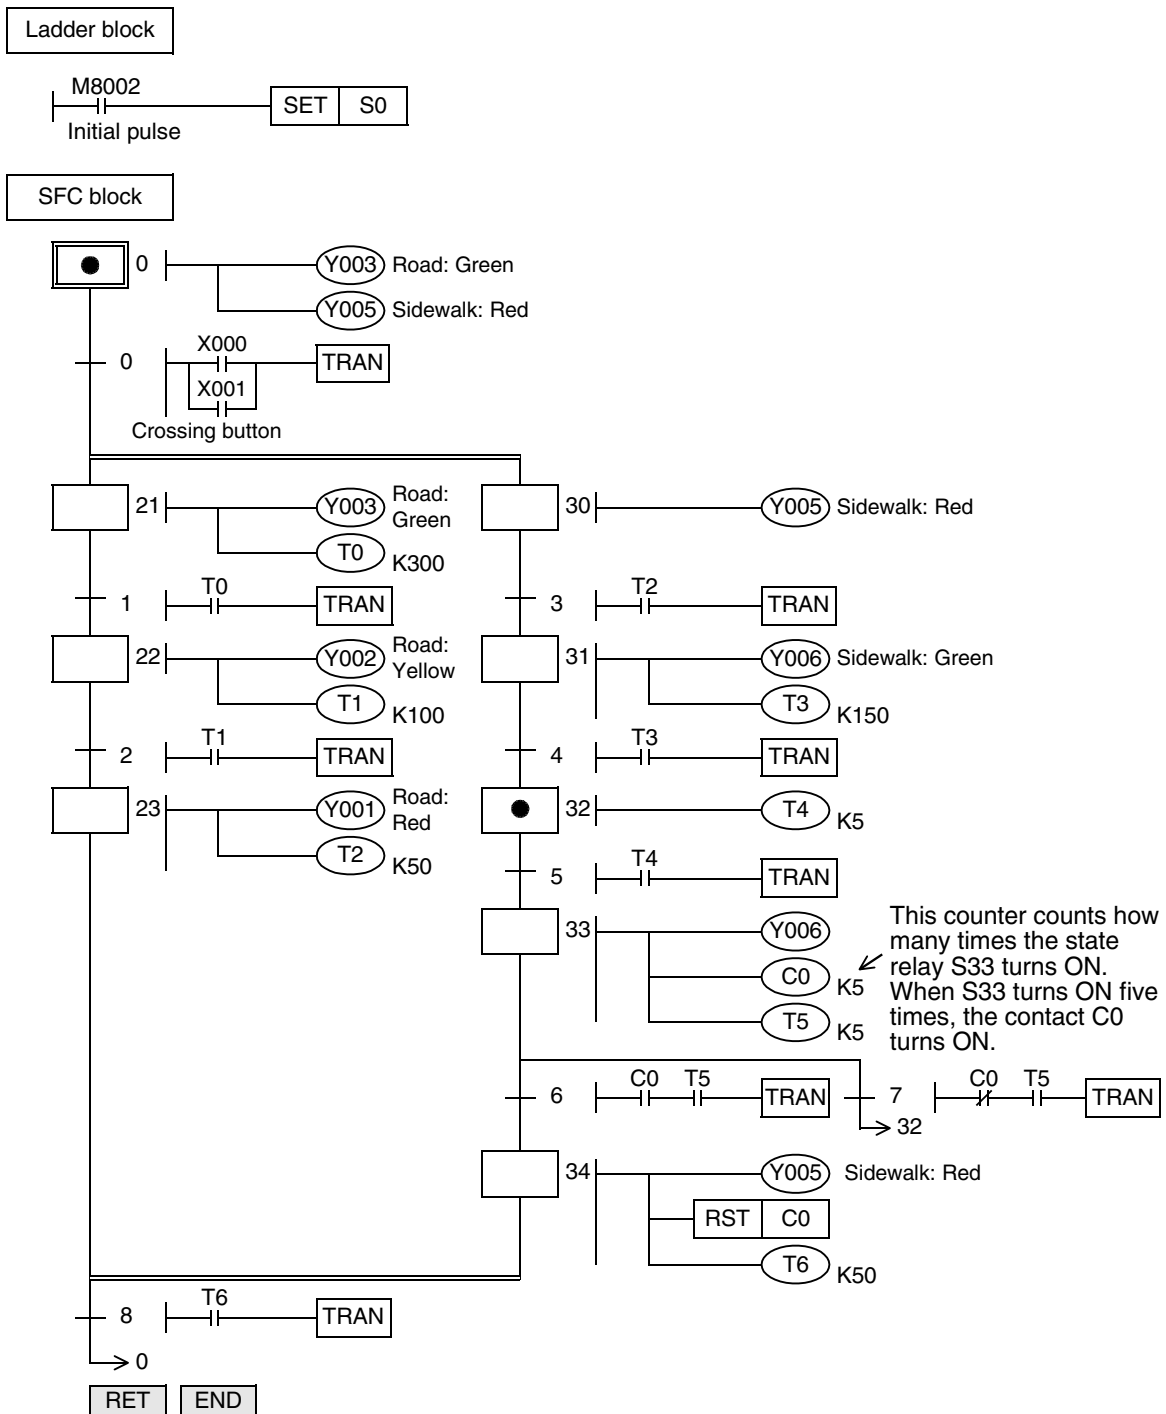 Ladder block
M8002
SET S0
Initial pulse
SFC block
0 Y003 Road: Green
Y005 Sidewalk: Red
0 X000 TRAN
X001
Crossing button
21 Y003 Road:
Green
T0 K300
30 Y005 Sidewalk: Red
1 T0 TRAN
3 T2 TRAN
22 Y002 Road:
Yellow
T1 K100
31 Y006 Sidewalk: Green
T3 K150
2 T1 TRAN
4 T3 TRAN
23 Y001 Road:
Red
T2 K50
32 T4 K5
5 T4 TRAN
33 Y006
C0 K5
T5 K5
This counter counts how
many times the state
relay S33 turns ON.
When S33 turns ON five
times, the contact C0
turns ON.
6 C0 T5 TRAN
7 C0 T5 TRAN
32
34 Y005 Sidewalk: Red
RST C0
T6 K50
8 T6 TRAN
0
RET END